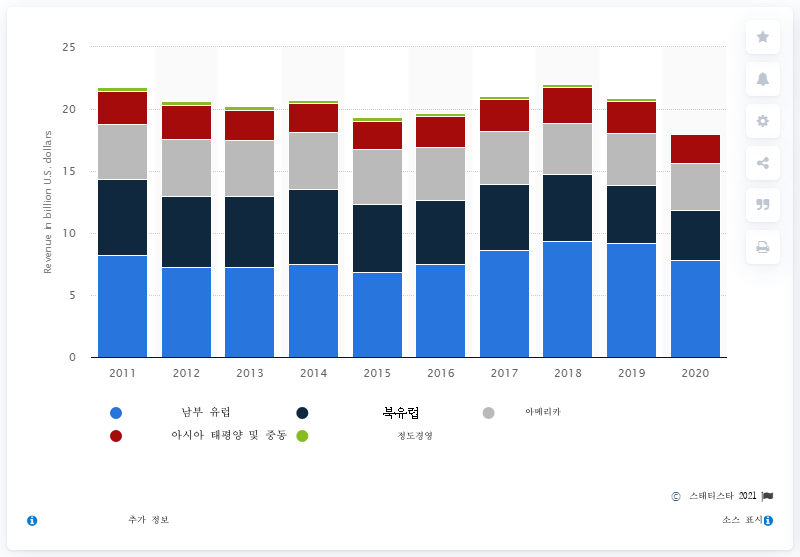 25
20
15
10
5
0
Revenue in billion U.S. dollars
2011 2012 2013 2014 2015 2016 2017 2018 2019 2020
남부 유럽 북유럽 아메리카
아시아 태평양 및 중동 정도경영
© 스태티스타 2021
추가 정보 소스 표시